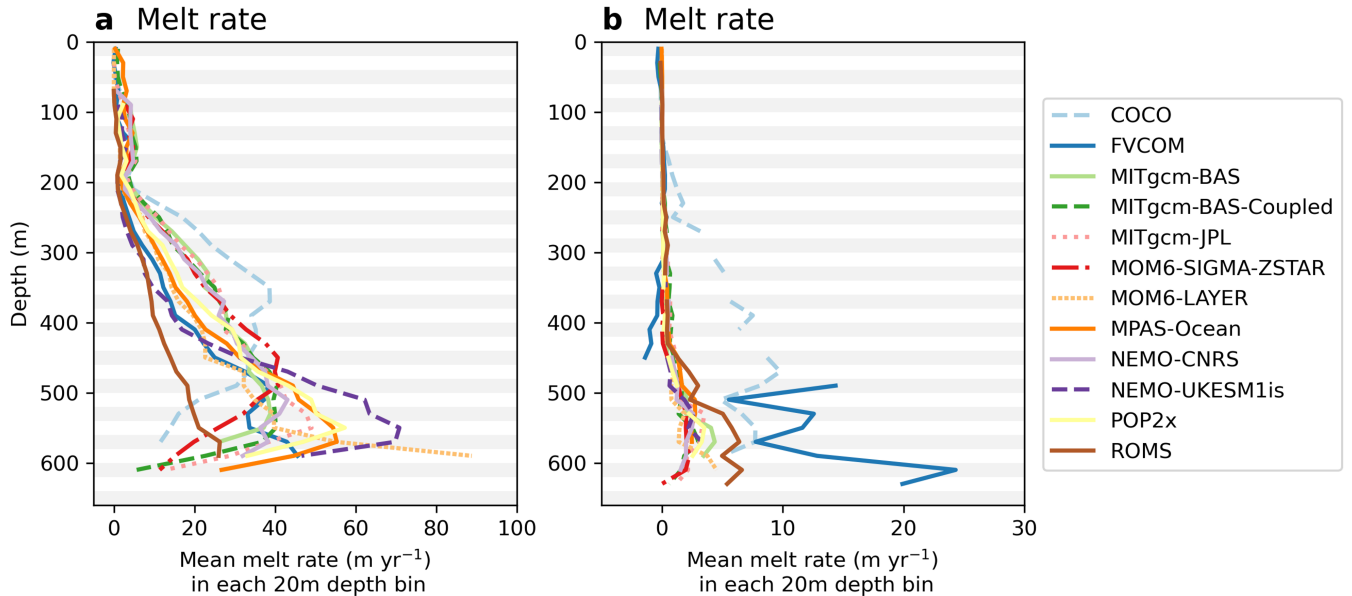 a Melt rate
0
100
200
300
400
500
600
Depth (m)
0 20 40 60 80 100
Mean melt rate (m yr⁻¹)
in each 20m depth bin
b Melt rate
0
100
200
300
400
500
600
0 10 20 30
Mean melt rate (m yr⁻¹)
in each 20m depth bin
COCO
FVCOM
MITgcm-BAS
MITgcm-BAS-Coupled
MITgcm-JPL
MOM6-SIGMA-ZSTAR
MOM6-LAYER
MPAS-Ocean
NEMO-CNRS
NEMO-UKESM1is
POP2x
ROMS